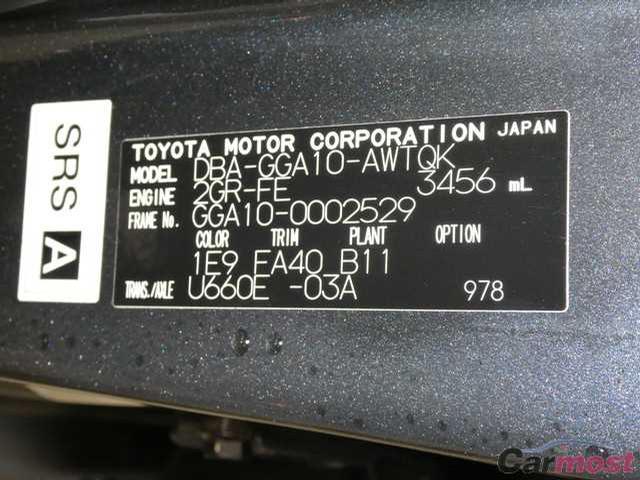 SRS A
TOYOTA MOTOR CORPORATION JAPAN
MODEL DBA-GGA10-AWTQK
ENGINE 2GR-FE 3456 mL
FRAME No. GGA10-0002529
COLOR TRIM PLANT OPTION
1E9 FA40 B11
TRANS./AXLE U660E -03A 978
Carmost